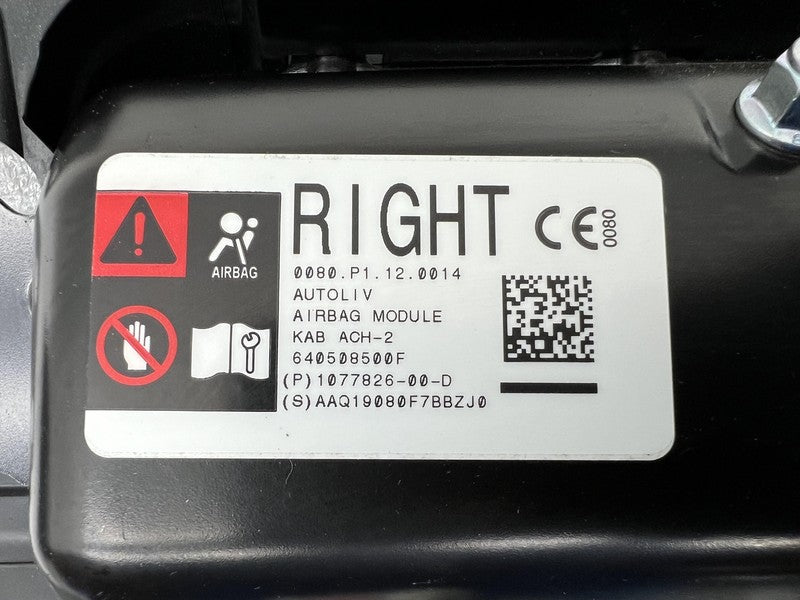 RIGHT
CE
0080
AIRBAG
0080.P1.12.0014
AUTOLIV
AIRBAG MODULE
KAB ACH-2
640508500F
(P)1077826-00-D
(S)AAQ19080F7BBZJ0